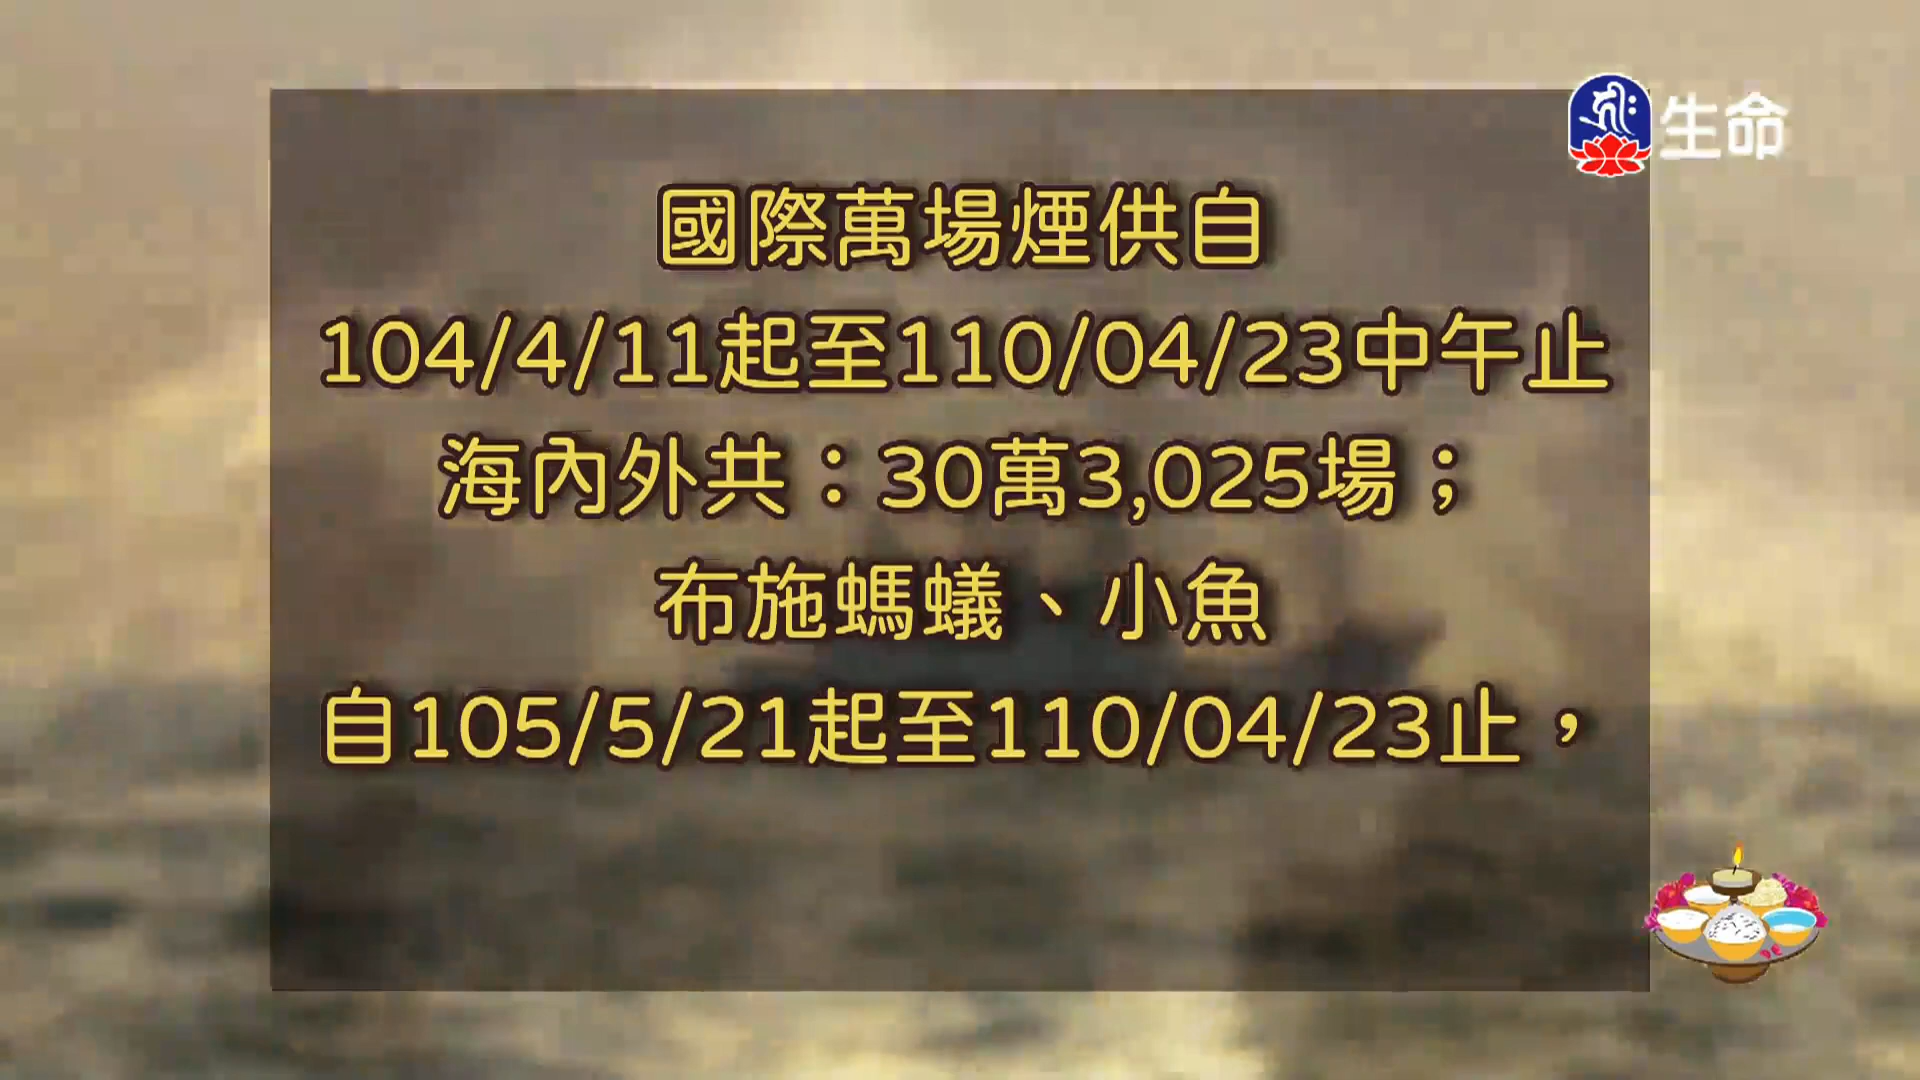 生命
國際萬場煙供自
104/4/11起至110/04/23中午止
海內外共：30萬3,025場；
布施螞蟻、小魚
自105/5/21起至110/04/23止，